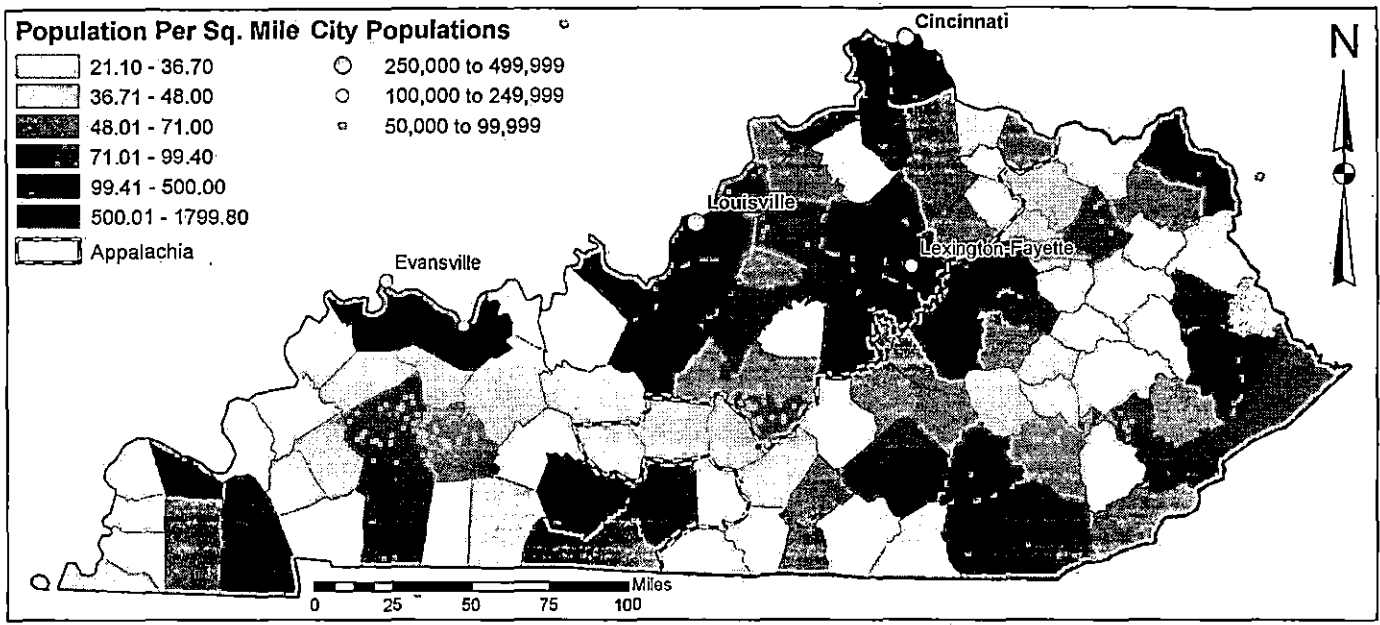 Population Per Sq. Mile City Populations
21.10 - 36.70
36.71 - 48.00
48.01 - 71.00
71.01 - 99.40
99.41 - 500.00
500.01 - 1799.80
Appalachia
250,000 to 499,999
100,000 to 249,999
50,000 to 99,999
Cincinnati
N
Louisville
Lexington-Fayette
Evansville
Miles
0 25 50 75 100